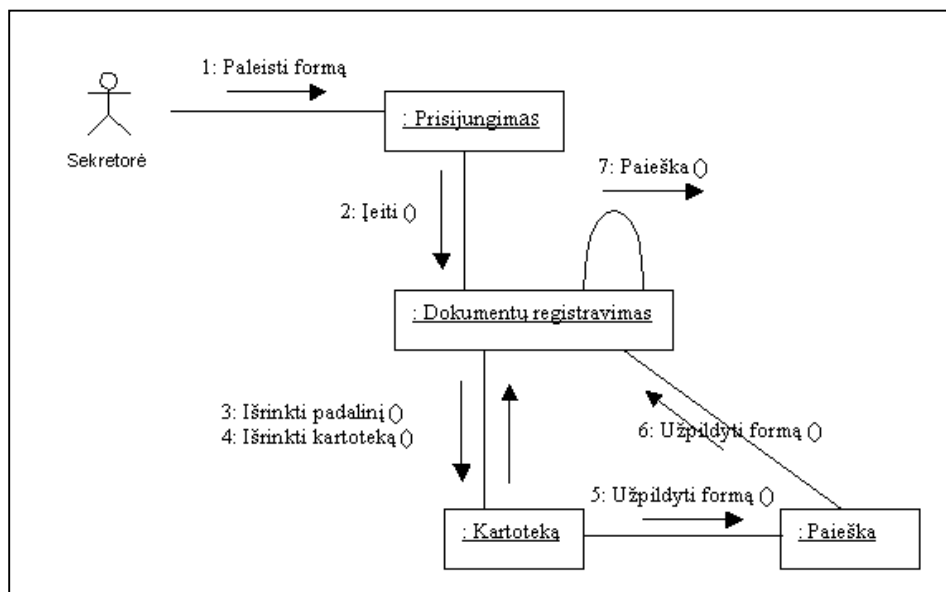 1: Paleisti formą
: Prisijungimas
Sekretorė
7: Paieška ()
2: Įeiti ()
: Dokumentų registravimas
3: Išrinkti padalinį ()
4: Išrinkti kartoteką ()
6: Užpildyti formą ()
5: Užpildyti formą ()
: Kartoteką
: Paieška